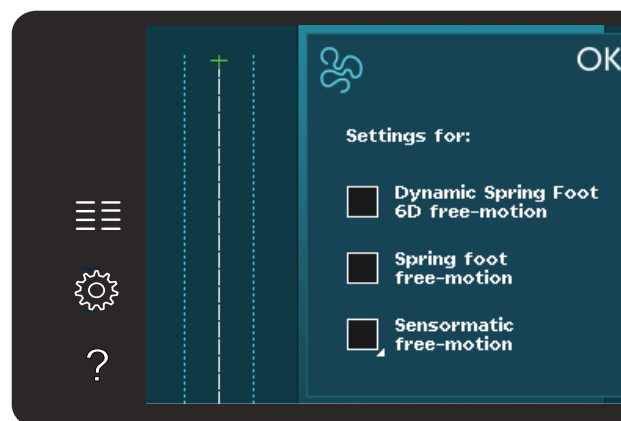 OK
Settings for:
Dynamic Spring Foot
6D free-motion
Spring foot
free-motion
Sensormatic
free-motion
?